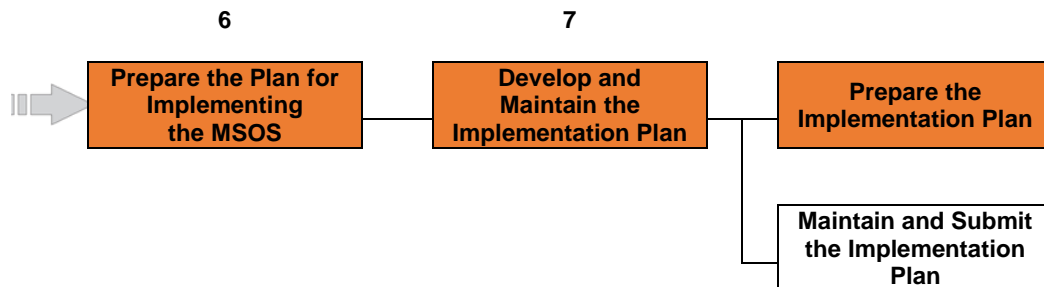 6
7
Prepare the Plan for
Implementing
the MSOS
Develop and
Maintain the
Implementation Plan
Prepare the
Implementation Plan
Maintain and Submit
the Implementation
Plan